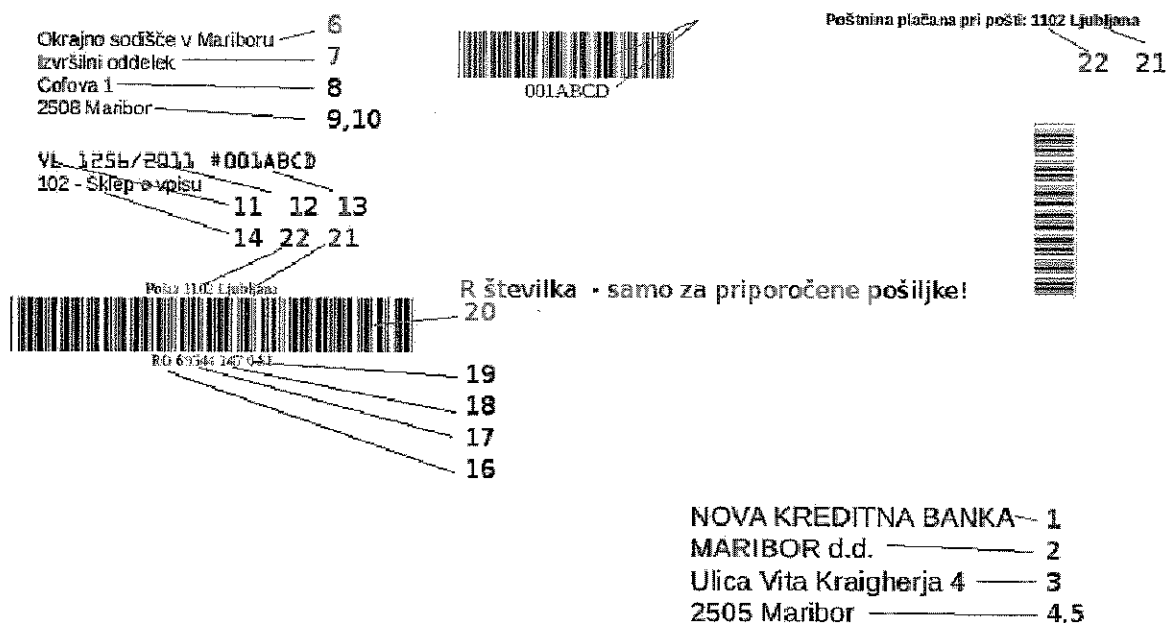 Okrajno sodišče v Mariboru 6
Izvršilni oddelek 7
Cofova 1 8
2508 Maribor 9,10
001ABCD
Poštnina plačana pri pošti: 1102 Ljubljana
22 21
VL 1256/2011 #001ABCD
102 - Sklep o vpisu
11 12 13
14 22 21
Pošta 1102 Ljubljana
R številka - samo za priporočene pošiljke!
20
RO
19
18
17
16
NOVA KREDITNA BANKA 1
MARIBOR d.d. 2
Ulica Vita Kraigherja 4 3
2505 Maribor 4,5